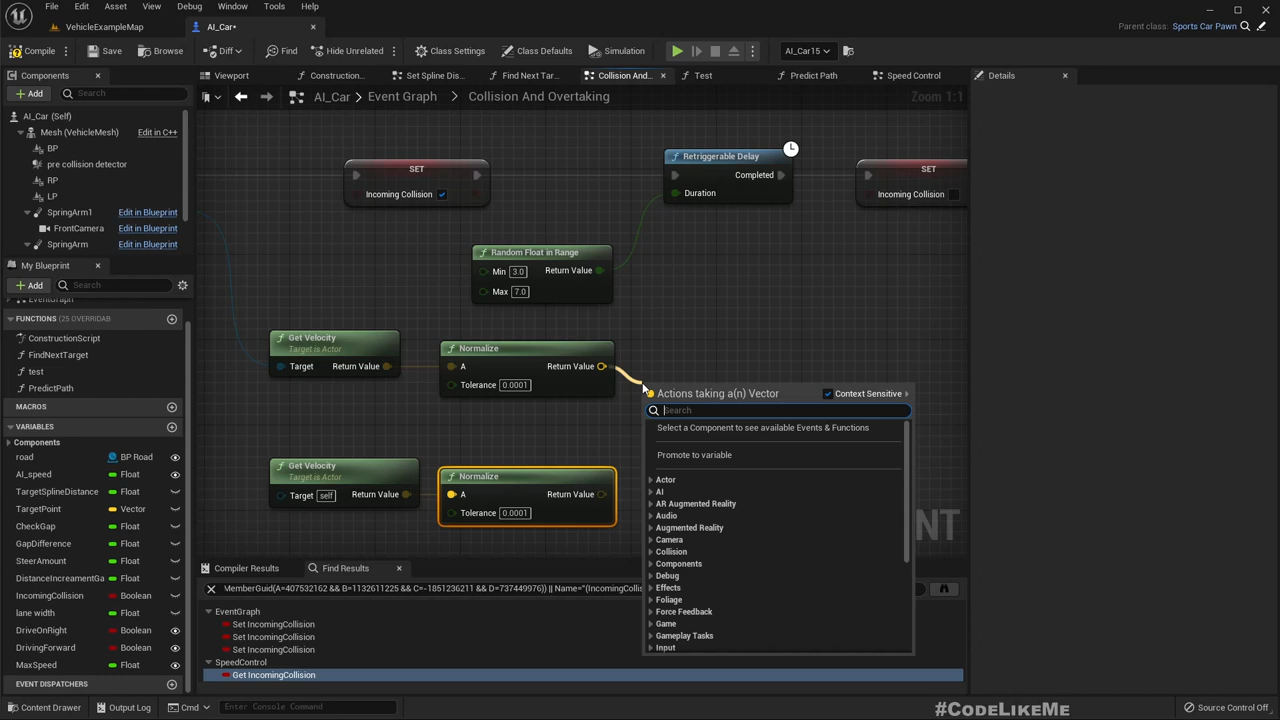 File Edit Asset View Debug Window Tools Help
VehicleExampleMap AI_Car•
Parent class: Sports Car Pawn
Compile Save Browse Diff Find Hide Unrelated Class Settings Class Defaults Simulation AI_Car15
Components
Viewport Construction... Set Spline Dis... Find Next Tar... Collision And... Test Predict Path Speed Control
Details
Add Search
AI_Car > Event Graph > Collision And Overtaking
Zoom 1:1
AI_Car (Self)
Mesh (VehicleMesh) Edit in C++
BP
pre collision detector
RP
LP
SpringArm1 Edit in Blueprint
FrontCamera Edit in Blueprint
SpringArm Edit in Blueprint
My Blueprint
Add Search
EventGraph
FUNCTIONS (25 OVERRIDAB
ConstructionScript
FindNextTarget
test
PredictPath
MACROS
VARIABLES
Components
road BP Road
AI_speed Float
TargetSplineDistance Float
TargetPoint Vector
CheckGap Float
GapDifference Float
SteerAmount Float
DistanceIncreamentGa Float
IncomingCollision Boolean
lane width Float
DriveOnRight Boolean
DrivingForward Boolean
MaxSpeed Float
EVENT DISPATCHERS
SET
Incoming Collision
Retriggerable Delay
Completed
Duration
SET
Incoming Collision
Random Float in Range
Min 3.0 Return Value
Max 7.0
Get Velocity
Target is Actor
Target Return Value
Normalize
A Return Value
Tolerance 0.0001
Get Velocity
Target is Actor
Target self Return Value
Normalize
A Return Value
Tolerance 0.0001
Actions taking a(n) Vector Context Sensitive
Search
Select a Component to see available Events & Functions
Promote to variable
Actor
AI
AR Augmented Reality
Audio
Augmented Reality
Camera
Collision
Components
Debug
Effects
Foliage
Force Feedback
Game
Gameplay Tasks
Input
Compiler Results Find Results
MemberGuid(A=407532162 && B=1132611225 && C=-1851236211 && D=737449976)) || Name="(IncomingCollis
EventGraph
Set IncomingCollision
Set IncomingCollision
Set IncomingCollision
SpeedControl
Get IncomingCollision
Content Drawer Output Log Cmd Enter Console Command
Source Control Off
#CODELIKEME